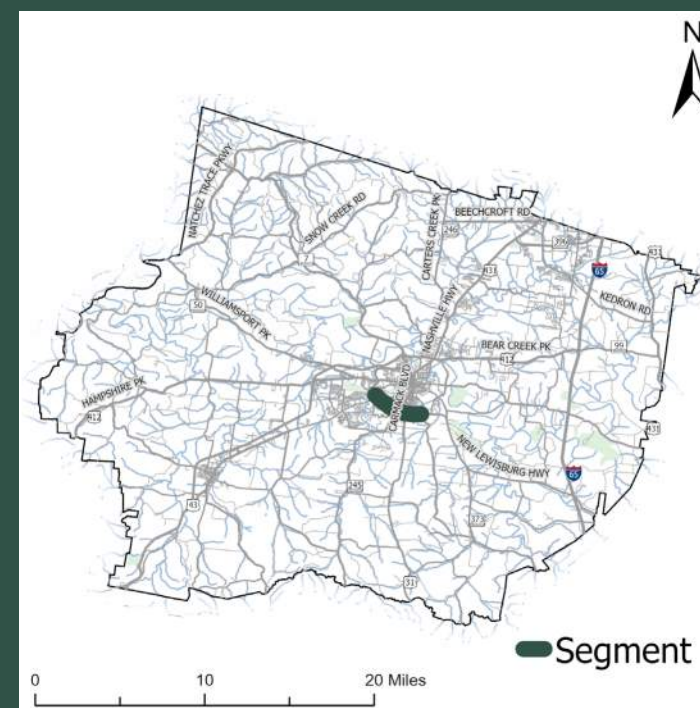 N
NATCHEZ TRACE PKWY
SNOW CREEK RD
7
CARTERS CREEK PK
BEECHCROFT RD
246
396
431
65
431
NASHVILLE HWY
KEDRON RD
WILLIAMSPORT PK
50
BEAR CREEK PK
412
99
HAMPSHIRE PK
412
CARMACK BLVD
431
NEW LEWISBURG HWY
65
245
43
373
31
Segment
0 10 20 Miles